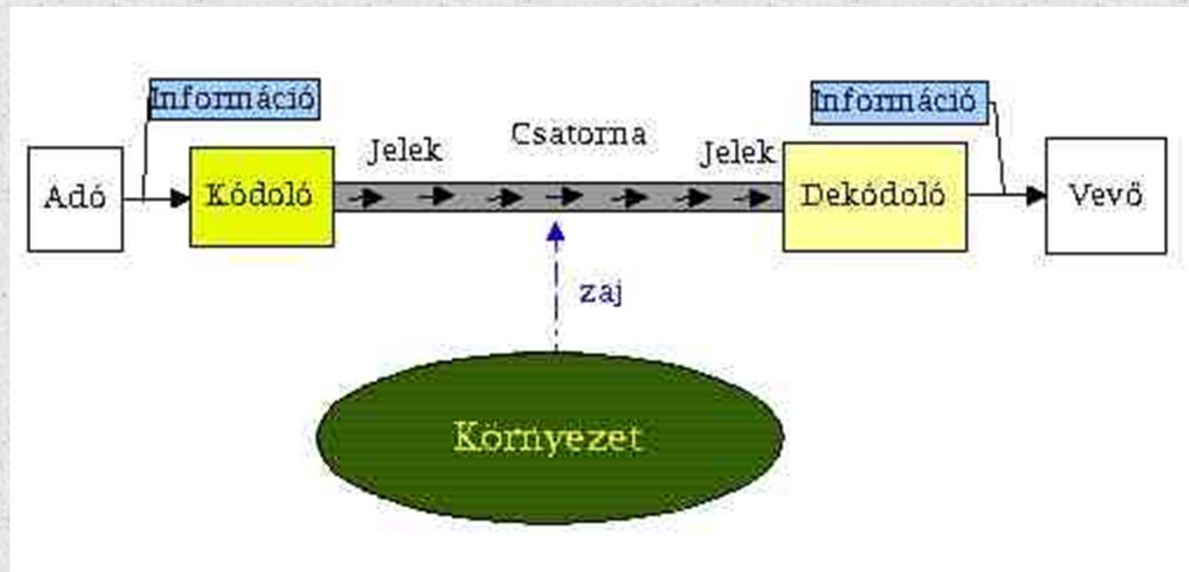 Információ
Információ
Jelek
Csatorna
Jelek
Adó
Kódoló
Dekódoló
Vevő
zaj
Környezet